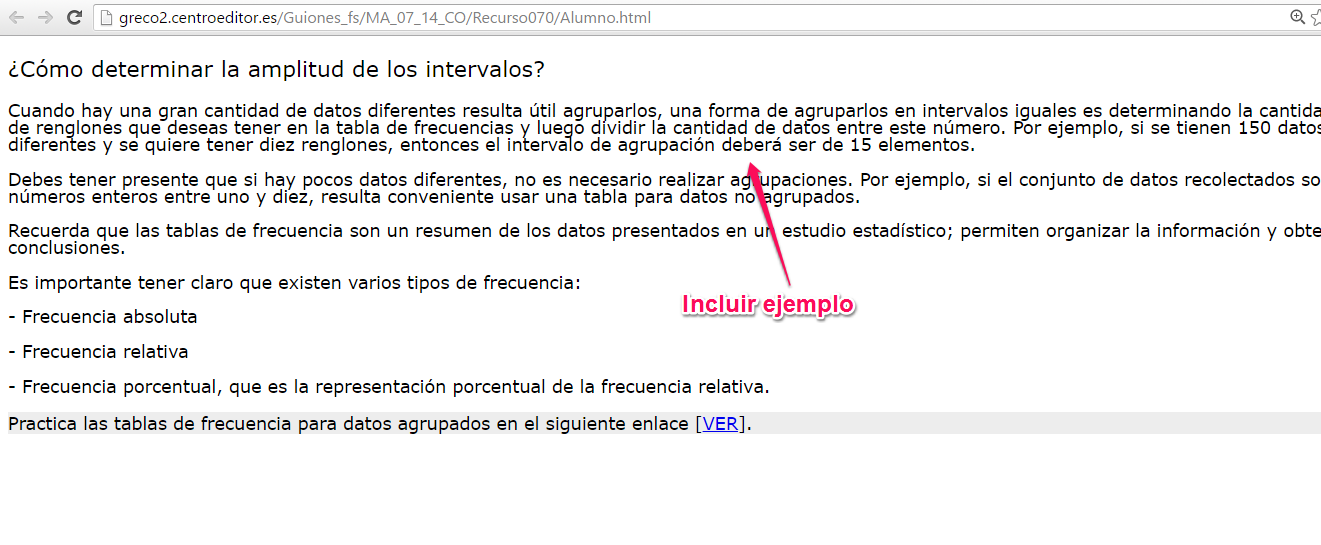 greco2.centroeditor.es/Guiones_fs/MA_07_14_CO/Recurso070/Alumno.html
¿Cómo determinar la amplitud de los intervalos?
Cuando hay una gran cantidad de datos diferentes resulta útil agruparlos, una forma de agruparlos en intervalos iguales es determinando la cantida
de renglones que deseas tener en la tabla de frecuencias y luego dividir la cantidad de datos entre este número. Por ejemplo, si se tienen 150 datos
diferentes y se quiere tener diez renglones, entonces el intervalo de agrupación deberá ser de 15 elementos.
Debes tener presente que si hay pocos datos diferentes, no es necesario realizar agrupaciones. Por ejemplo, si el conjunto de datos recolectados so
números enteros entre uno y diez, resulta conveniente usar una tabla para datos no agrupados.
Recuerda que las tablas de frecuencia son un resumen de los datos presentados en un estudio estadístico; permiten organizar la información y obte
conclusiones.
Es importante tener claro que existen varios tipos de frecuencia:
Incluir ejemplo
- Frecuencia absoluta
- Frecuencia relativa
- Frecuencia porcentual, que es la representación porcentual de la frecuencia relativa.
Practica las tablas de frecuencia para datos agrupados en el siguiente enlace [VER].